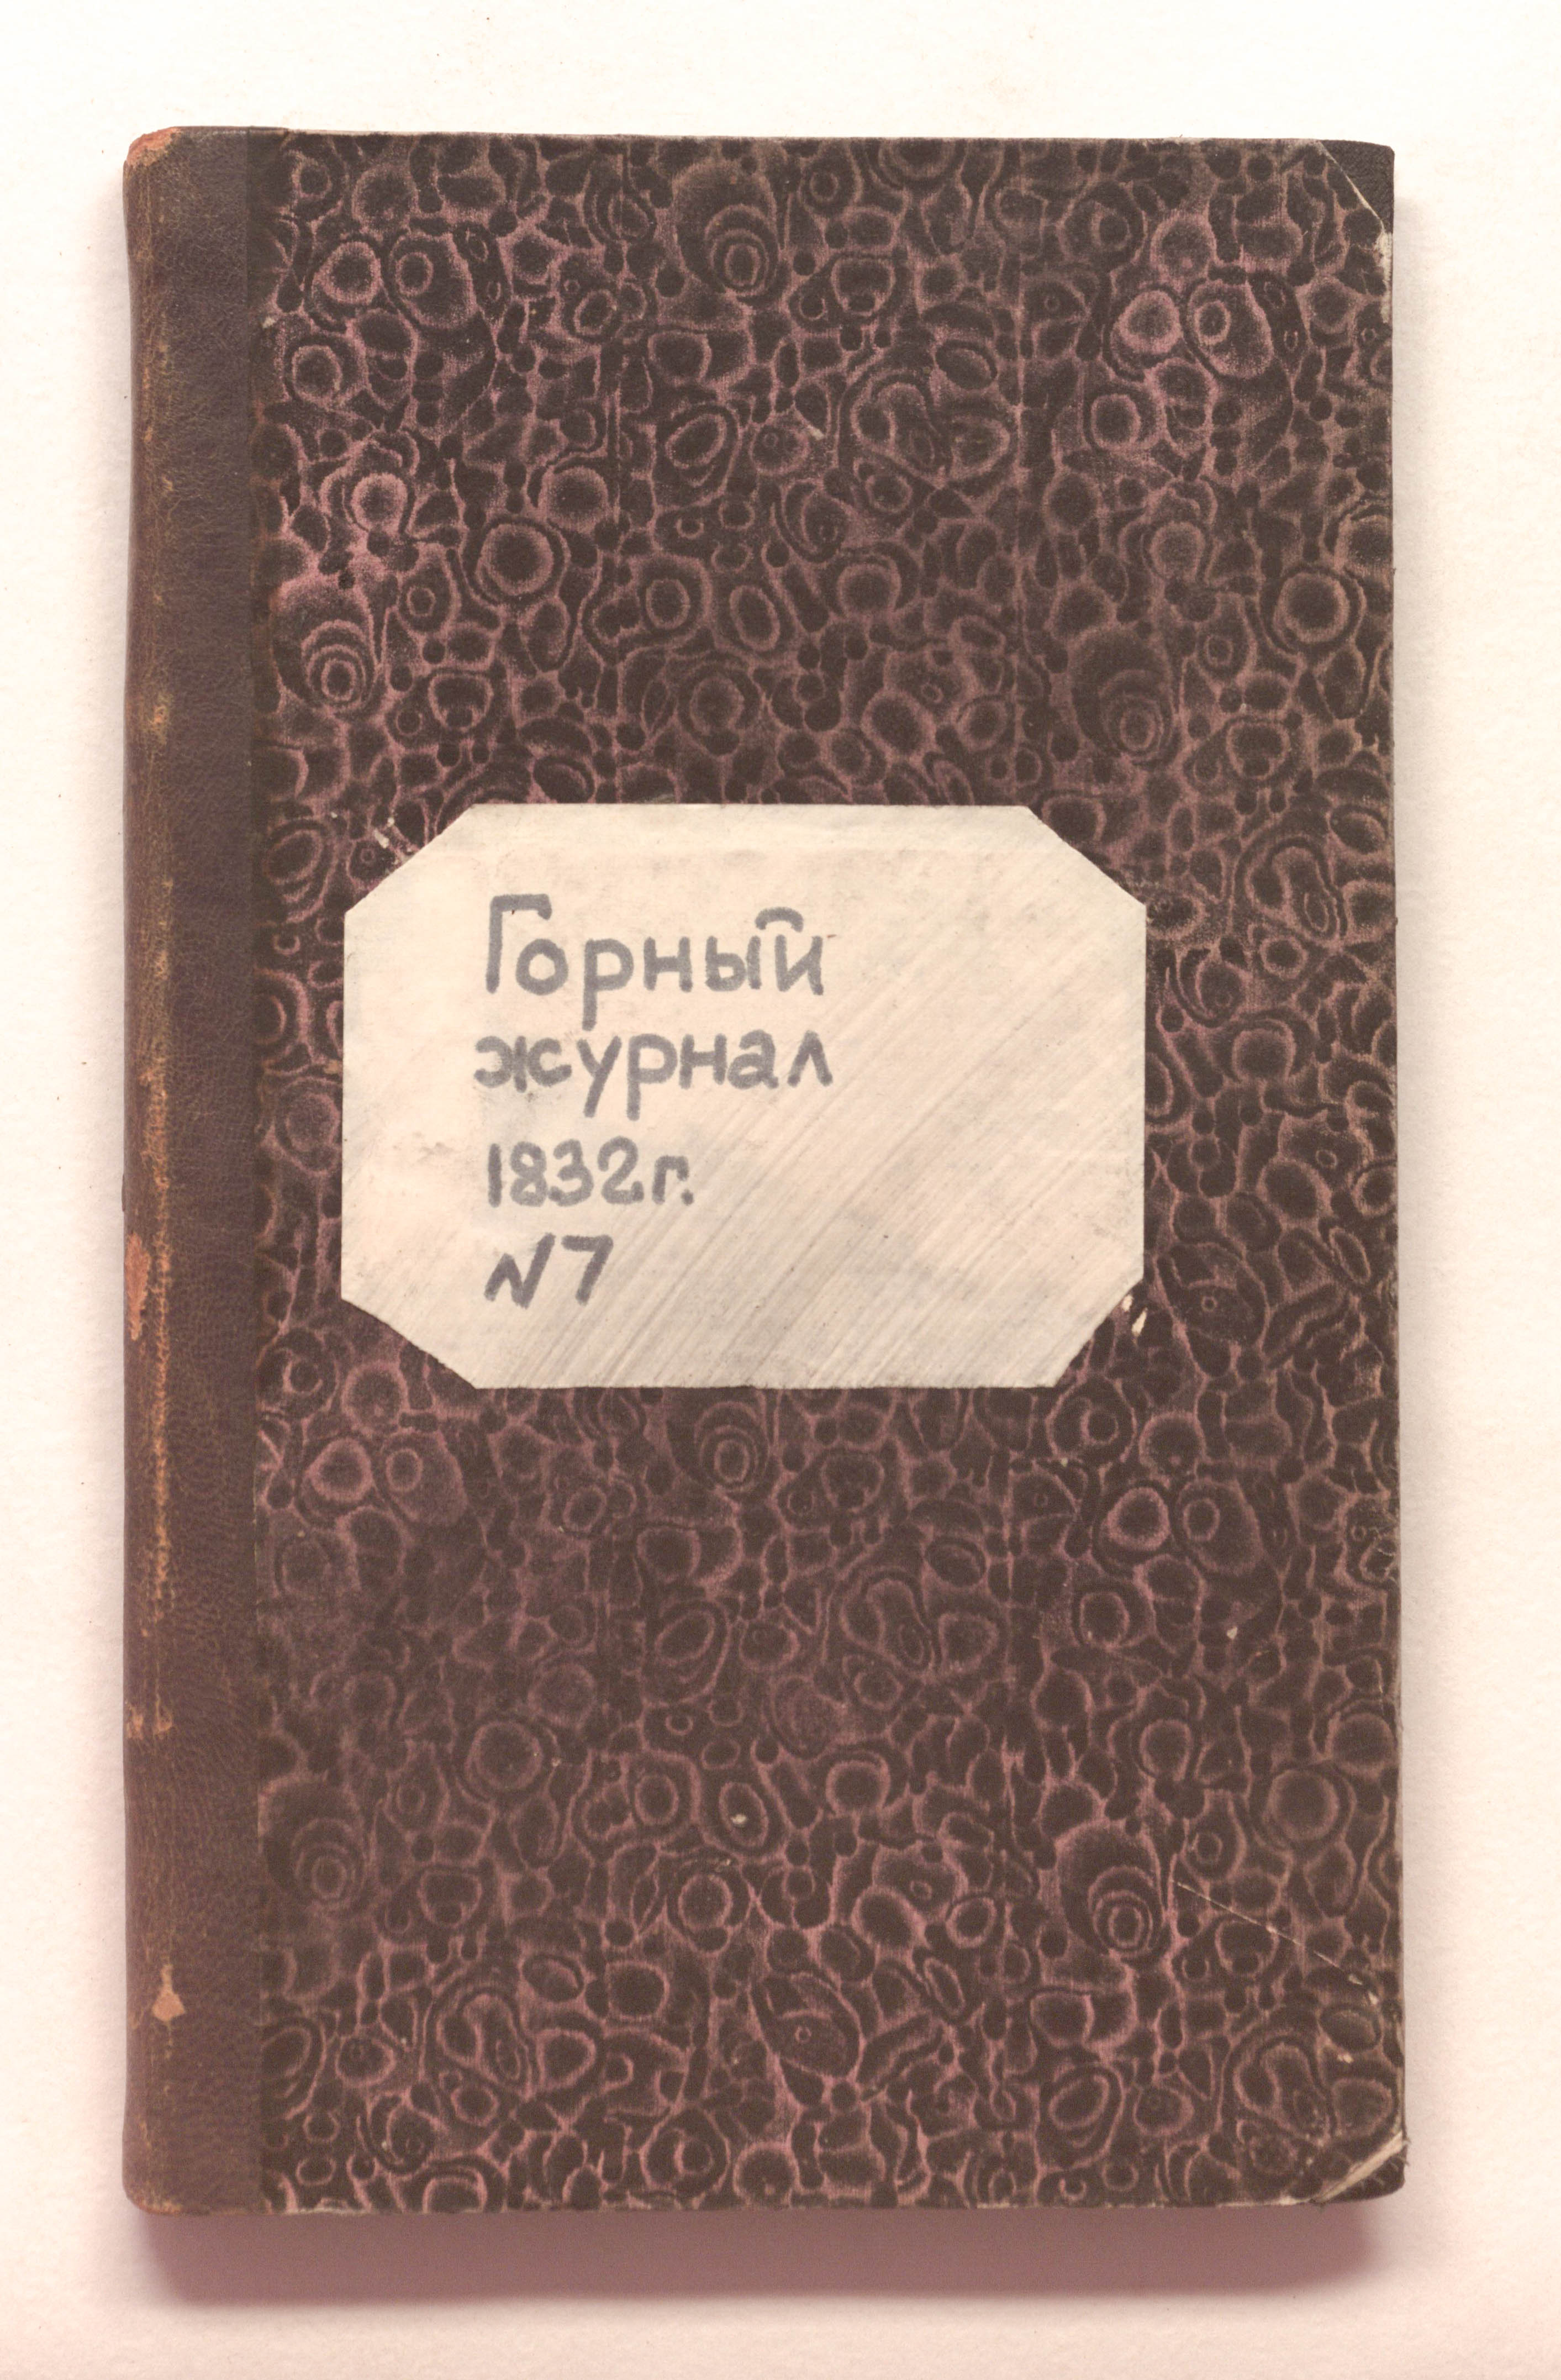 Горный
журнал
1832г.
N7